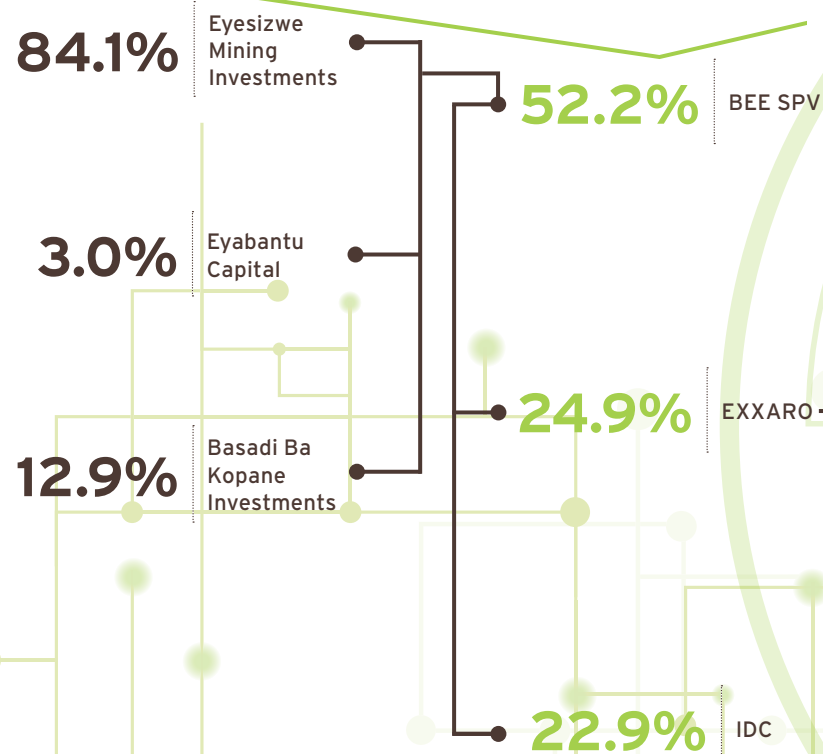 84.1%
Eyesizwe
Mining
Investments
52.2%
BEE SPV
3.0%
Eyabantu
Capital
24.9%
EXXARO
12.9%
Basadi Ba
Kopane
Investments
22.9%
IDC